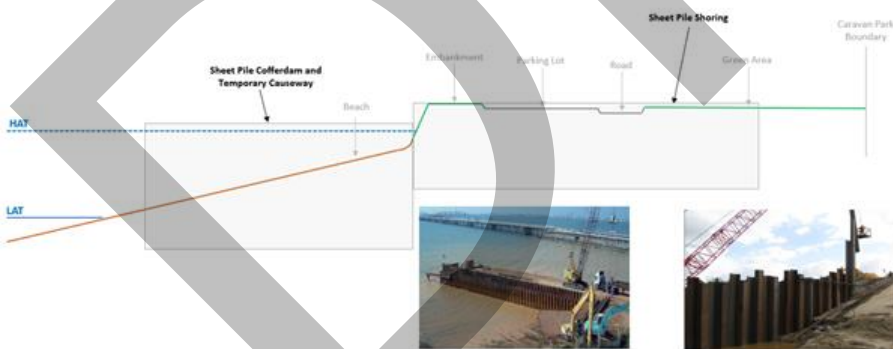 Caravan Park
Boundary
Sheet Pile Shoring
Embankment
Parking Lot
Road
Green Area
Sheet Pile Cofferdam and
Temporary Causeway
Beach
HAT
LAT